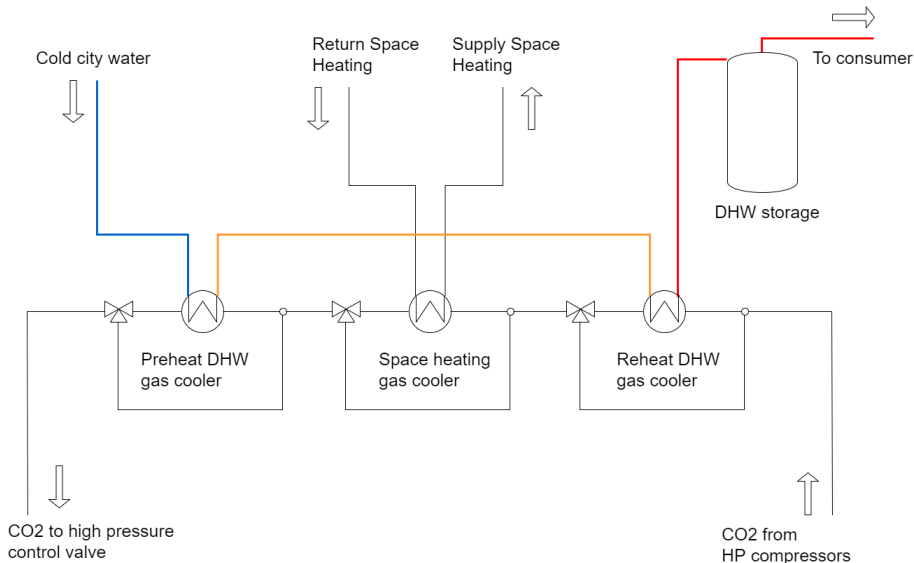 Cold city water
Return Space
Heating
Supply Space
Heating
To consumer
DHW storage
Preheat DHW
gas cooler
Space heating
gas cooler
Reheat DHW
gas cooler
CO2 to high pressure
control valve
CO2 from
HP compressors